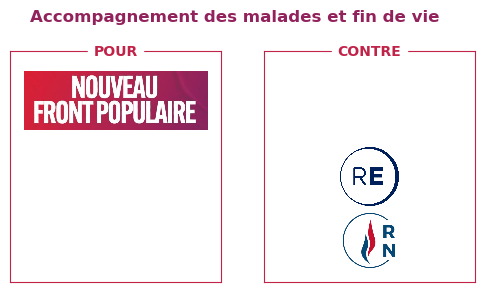 Accompagnement des malades et fin de vie
POUR
NOUVEAU
FRONT POPULAIRE
CONTRE
RE
R
N